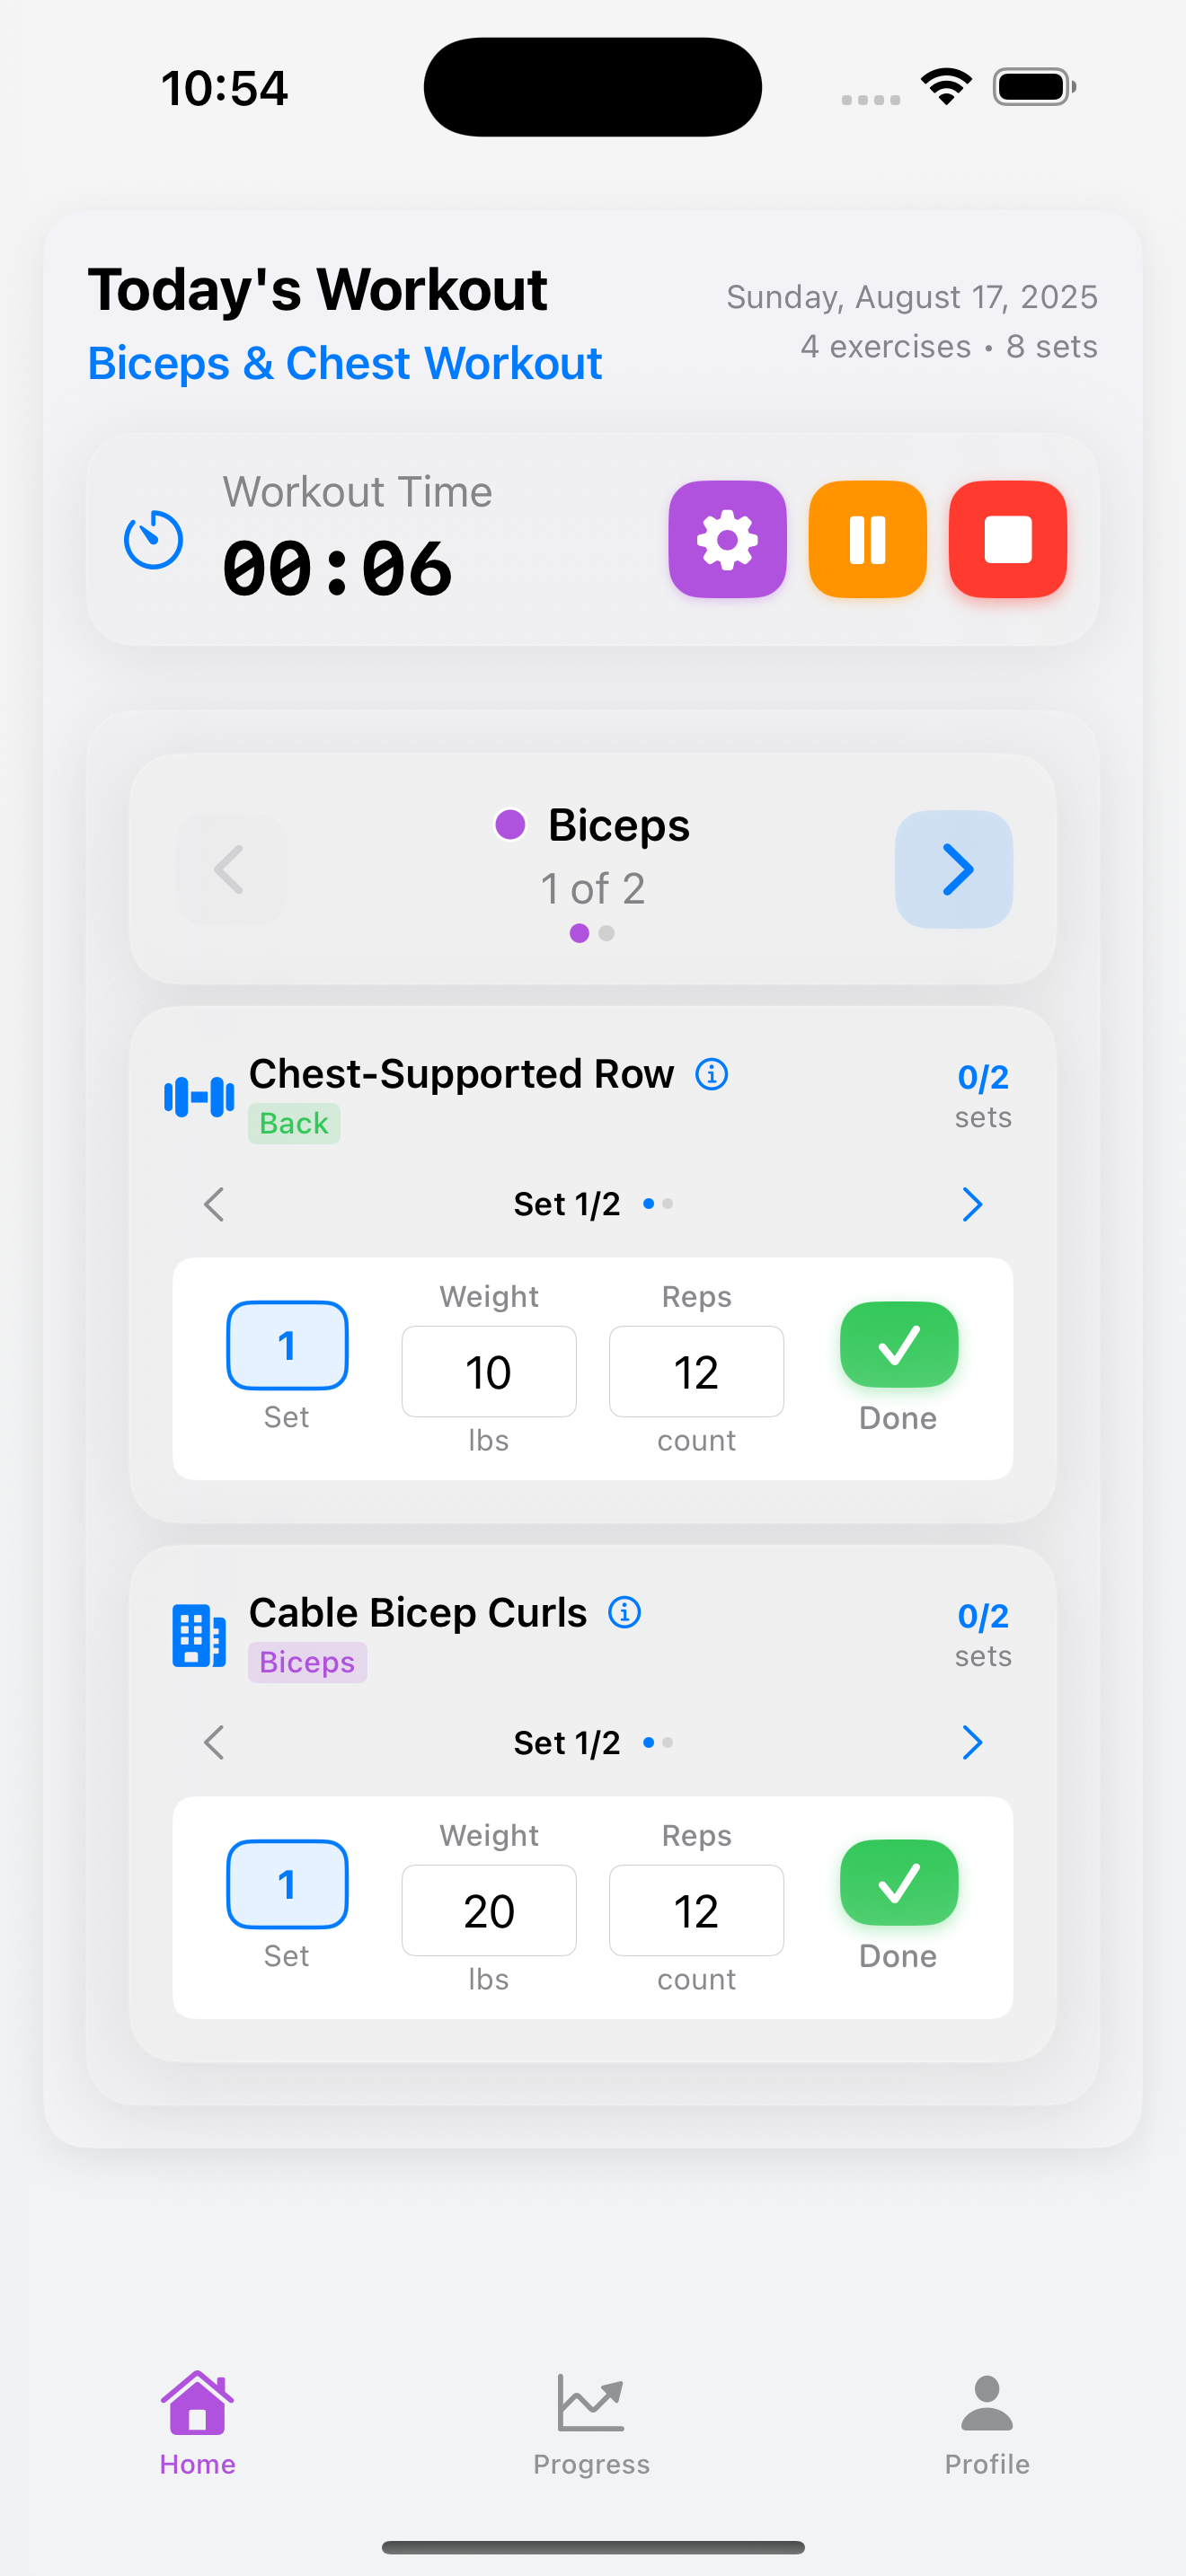 10:54
Today's Workout
Sunday, August 17, 2025
Biceps & Chest Workout
4 exercises • 8 sets
Workout Time
00:06
Biceps
1 of 2
Chest-Supported Row
0/2
Back
sets
Set 1/2
Weight
Reps
1
10
12
Set
Done
lbs
count
Cable Bicep Curls
0/2
Biceps
sets
Set 1/2
Weight
Reps
1
20
12
Set
Done
lbs
count
Home
Progress
Profile